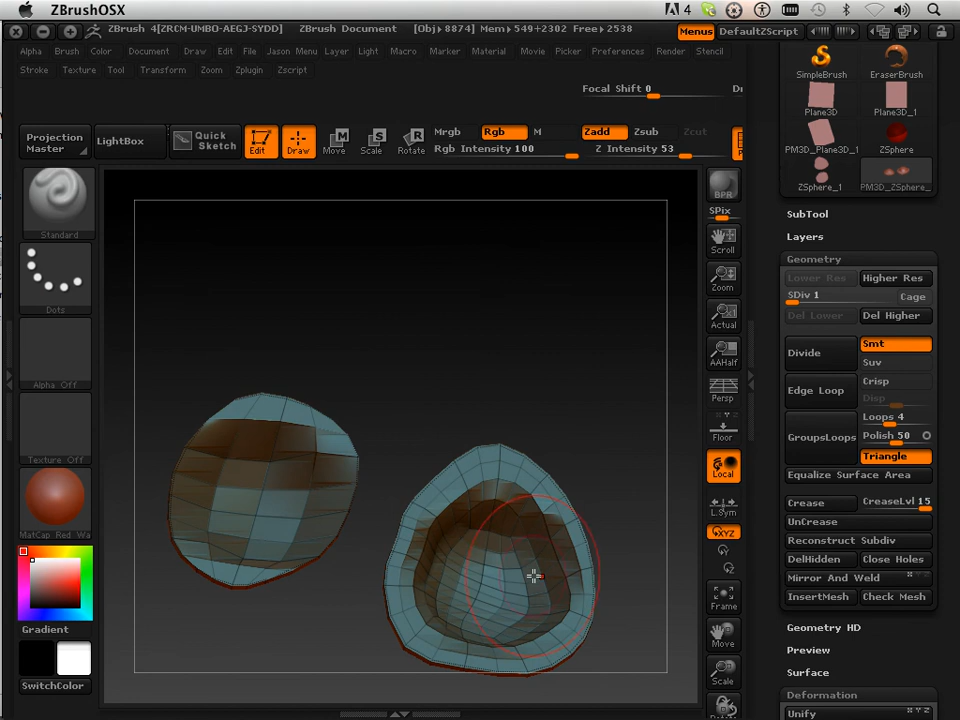 ZBrushOSX
4
ZBrush 4[ZRCM-UMBO-AEGJ-SYDD] ZBrush Document [Obj=8874] Mem=549+2302 Free=2538 Menus DefaultZScript
Alpha Brush Color Document Draw Edit File Jason Menu Layer Light Macro Marker Material Movie Picker Preferences Render Stencil
Stroke Texture Tool Transform Zoom Zplugin Zscript
Focal Shift 0
Projection Master
LightBox
Quick Sketch
Edit Draw Move Scale Rotate
Mrgb Rgb M
Rgb Intensity 100
Zadd Zsub Zcut
Z Intensity 53
Standard
Dots
Alpha Off
Texture Off
MatCap Red Wa
Gradient
SwitchColor
BPR
SPix
Scroll
Zoom
Actual
AAHalf
Persp
Floor
Local
L.Sym
XYZ
Frame
Move
Scale
SimpleBrush EraserBrush
Plane3D Plane3D_1
PM3D_Plane3D_1 ZSphere
ZSphere_1 PM3D_ZSphere_
SubTool
Layers
Geometry
Lower Res Higher Res
SDiv 1 Cage
Del Lower Del Higher
Divide Smt
Suv
Edge Loop Crisp
Disp
Loops 4
GroupsLoops Polish 50
Triangle
Equalize Surface Area
Crease CreaseLvl 15
UnCrease
Reconstruct Subdiv
DelHidden Close Holes
Mirror And Weld
InsertMesh Check Mesh
Geometry HD
Preview
Surface
Deformation
Unify